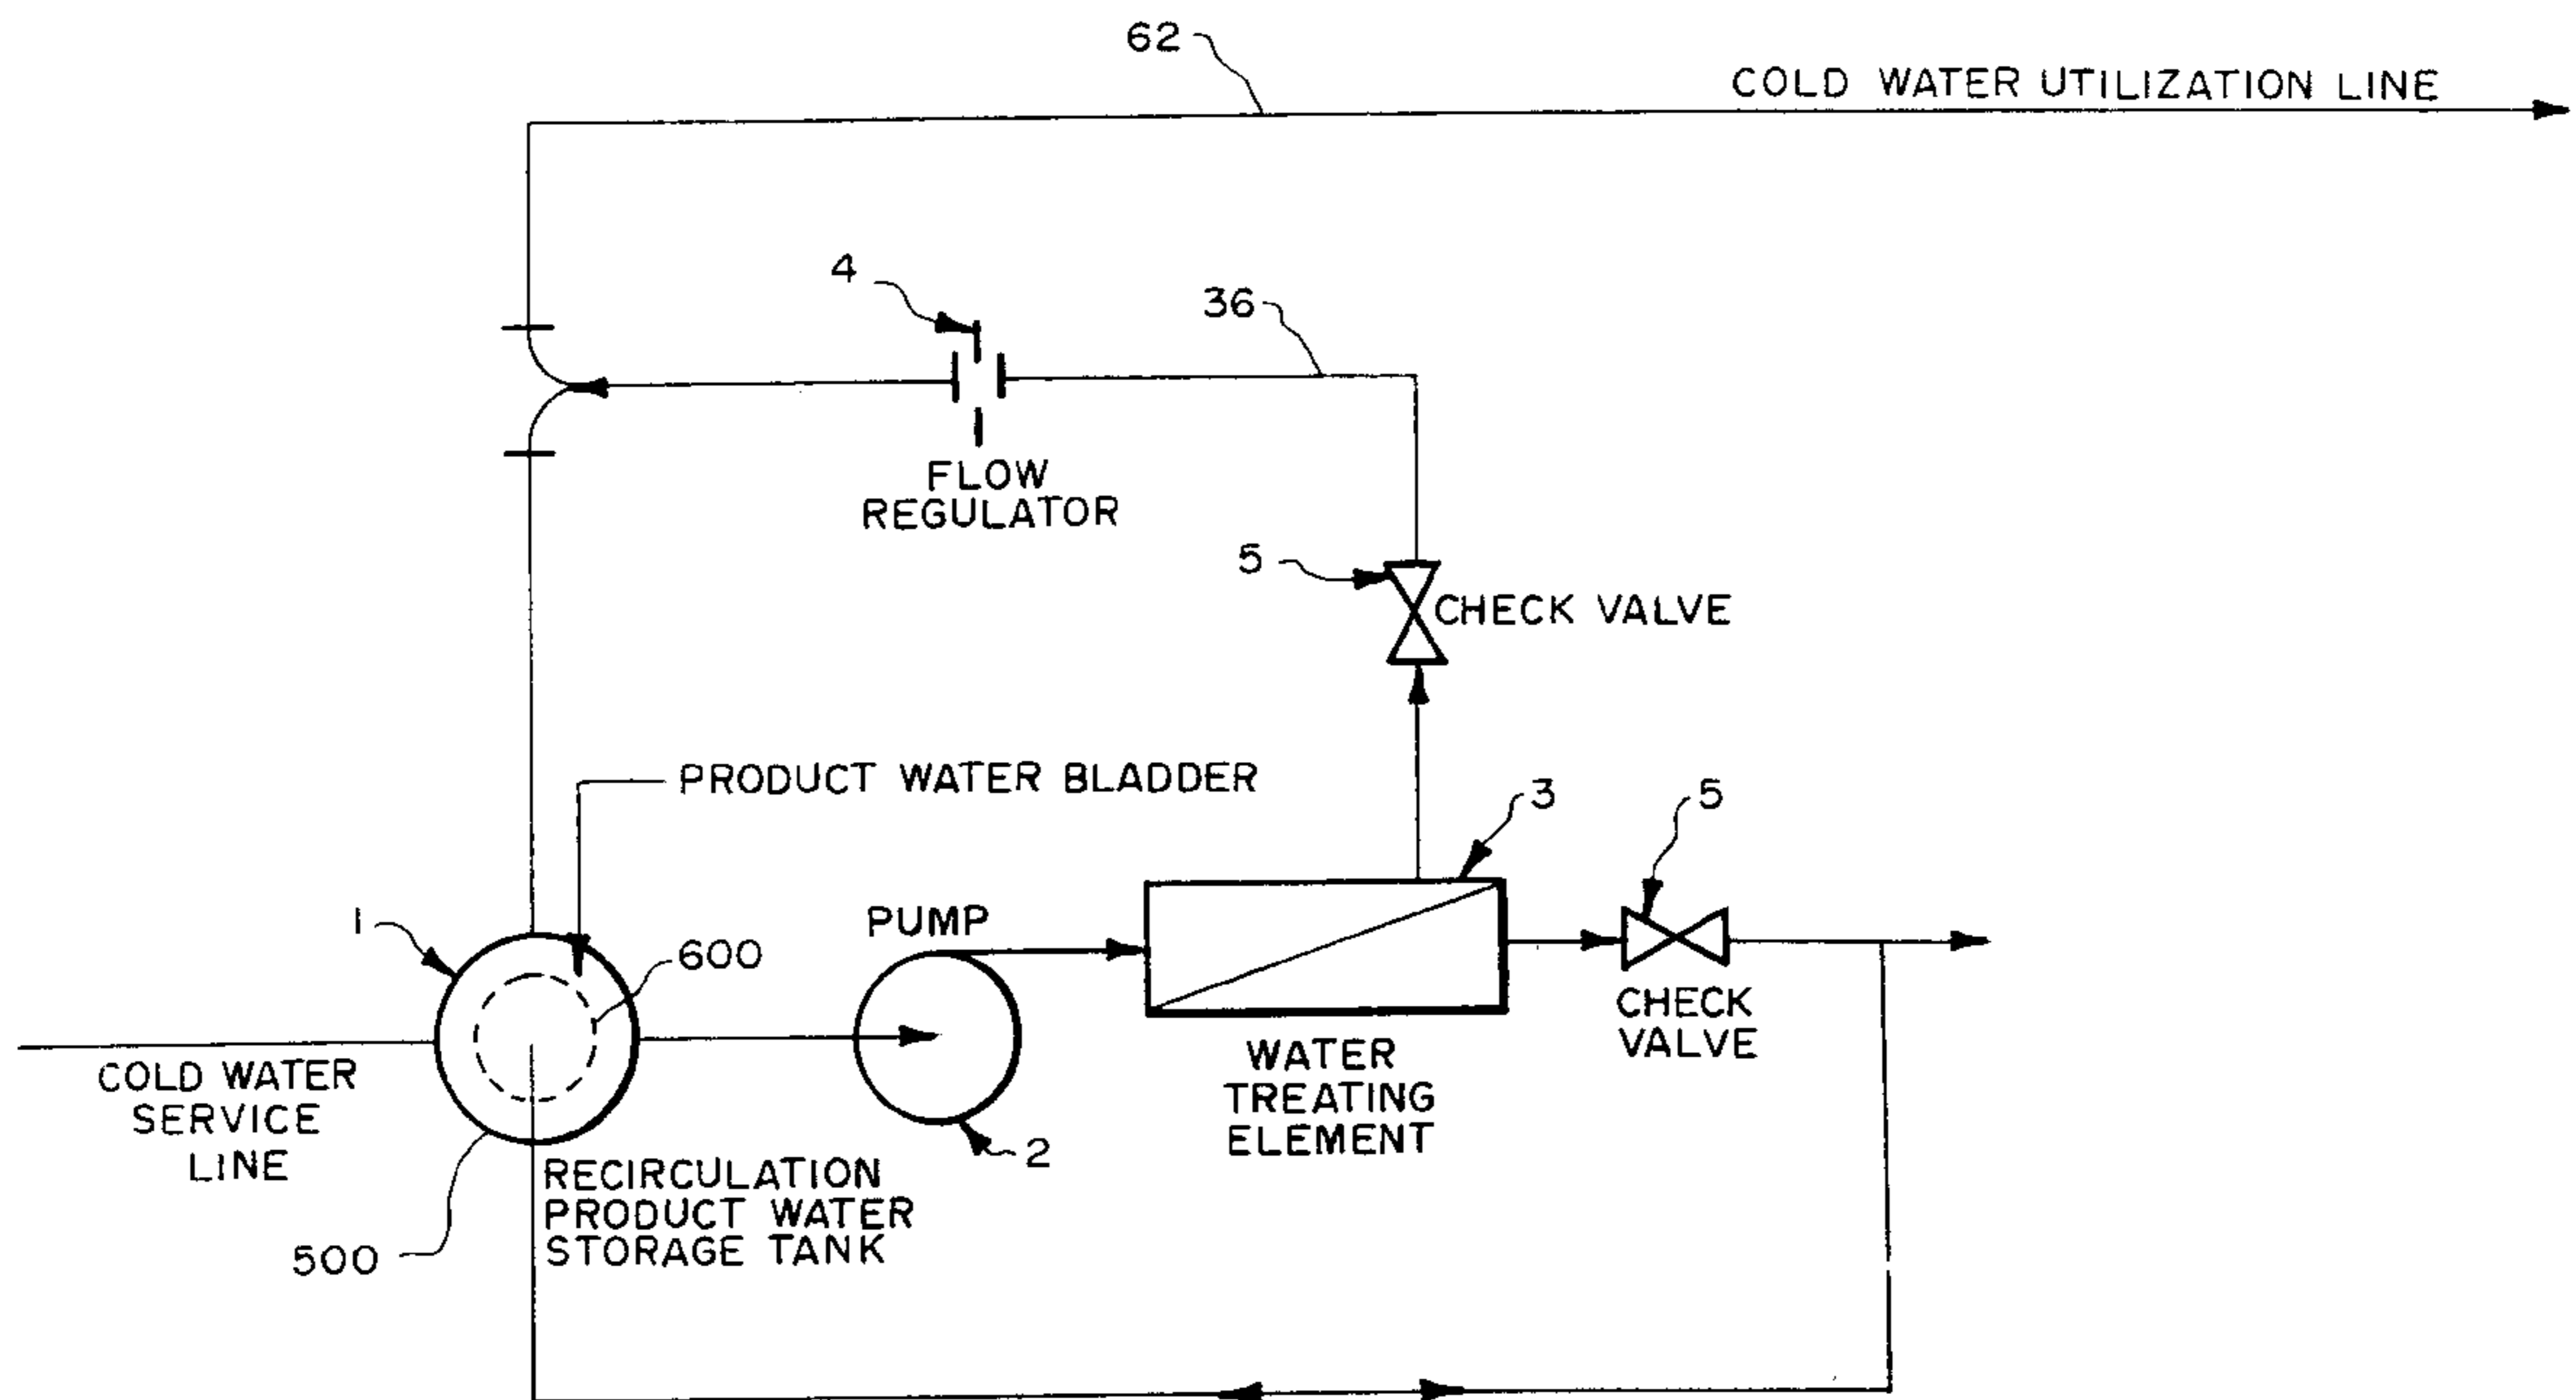 62
COLD WATER UTILIZATION LINE
4
36
FLOW
REGULATOR
5
CHECK VALVE
PRODUCT WATER BLADDER
3
5
1
PUMP
600
CHECK
VALVE
COLD WATER
SERVICE
LINE
WATER
TREATING
ELEMENT
2
RECIRCULATION
PRODUCT WATER
STORAGE TANK
500